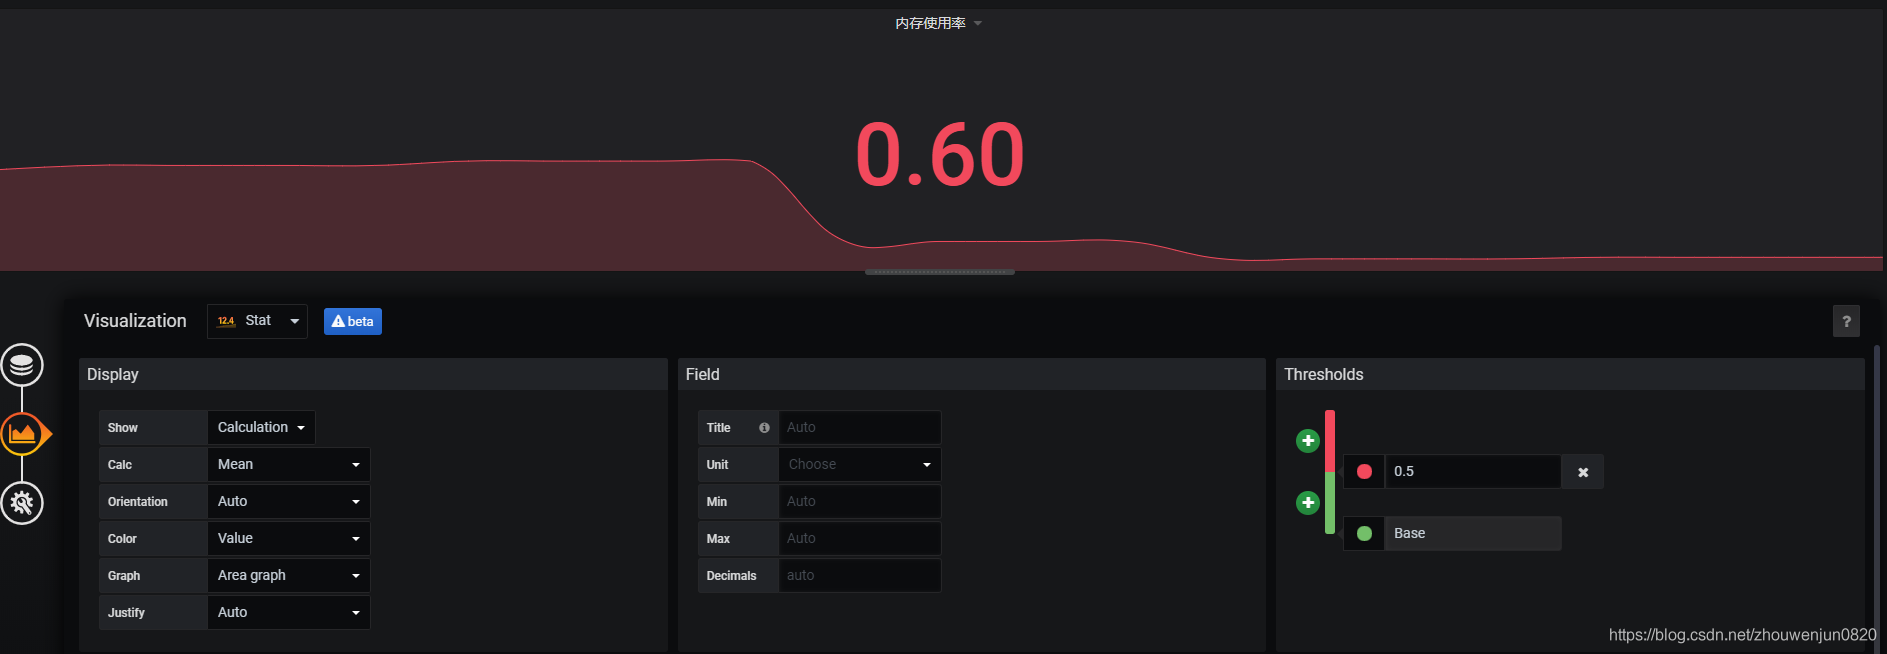 内存使用率
0.60
Visualization 12.4 Stat beta ?
Display
Show Calculation
Calc Mean
Orientation Auto
Color Value
Graph Area graph
Justify Auto
Field
Title Auto
Unit Choose
Min Auto
Max Auto
Decimals auto
Thresholds
0.5
Base
https://blog.csdn.net/zhouwenjun0820